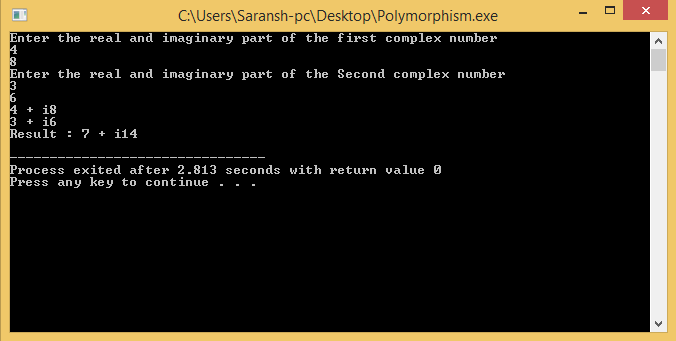 C:\Users\Saransh-pc\Desktop\Polymorphism.exe
Enter the real and imaginary part of the first complex number
4
8
Enter the real and imaginary part of the Second complex number
3
6
4 + i8
3 + i6
Result : 7 + i14
--------------------------------
Process exited after 2.813 seconds with return value 0
Press any key to continue . . .